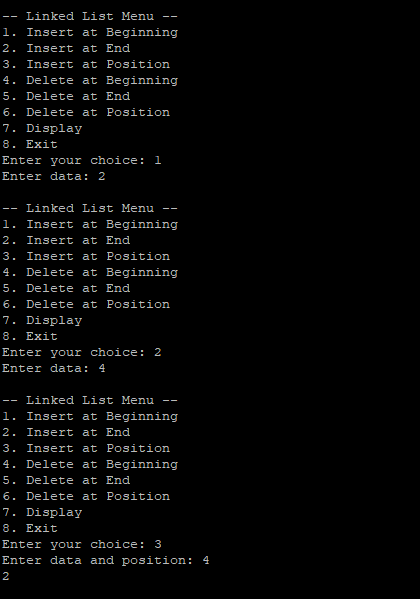 -- Linked List Menu --
1. Insert at Beginning
2. Insert at End
3. Insert at Position
4. Delete at Beginning
5. Delete at End
6. Delete at Position
7. Display
8. Exit
Enter your choice: 1
Enter data: 2
-- Linked List Menu --
1. Insert at Beginning
2. Insert at End
3. Insert at Position
4. Delete at Beginning
5. Delete at End
6. Delete at Position
7. Display
8. Exit
Enter your choice: 2
Enter data: 4
-- Linked List Menu --
1. Insert at Beginning
2. Insert at End
3. Insert at Position
4. Delete at Beginning
5. Delete at End
6. Delete at Position
7. Display
8. Exit
Enter your choice: 3
Enter data and position: 4
2